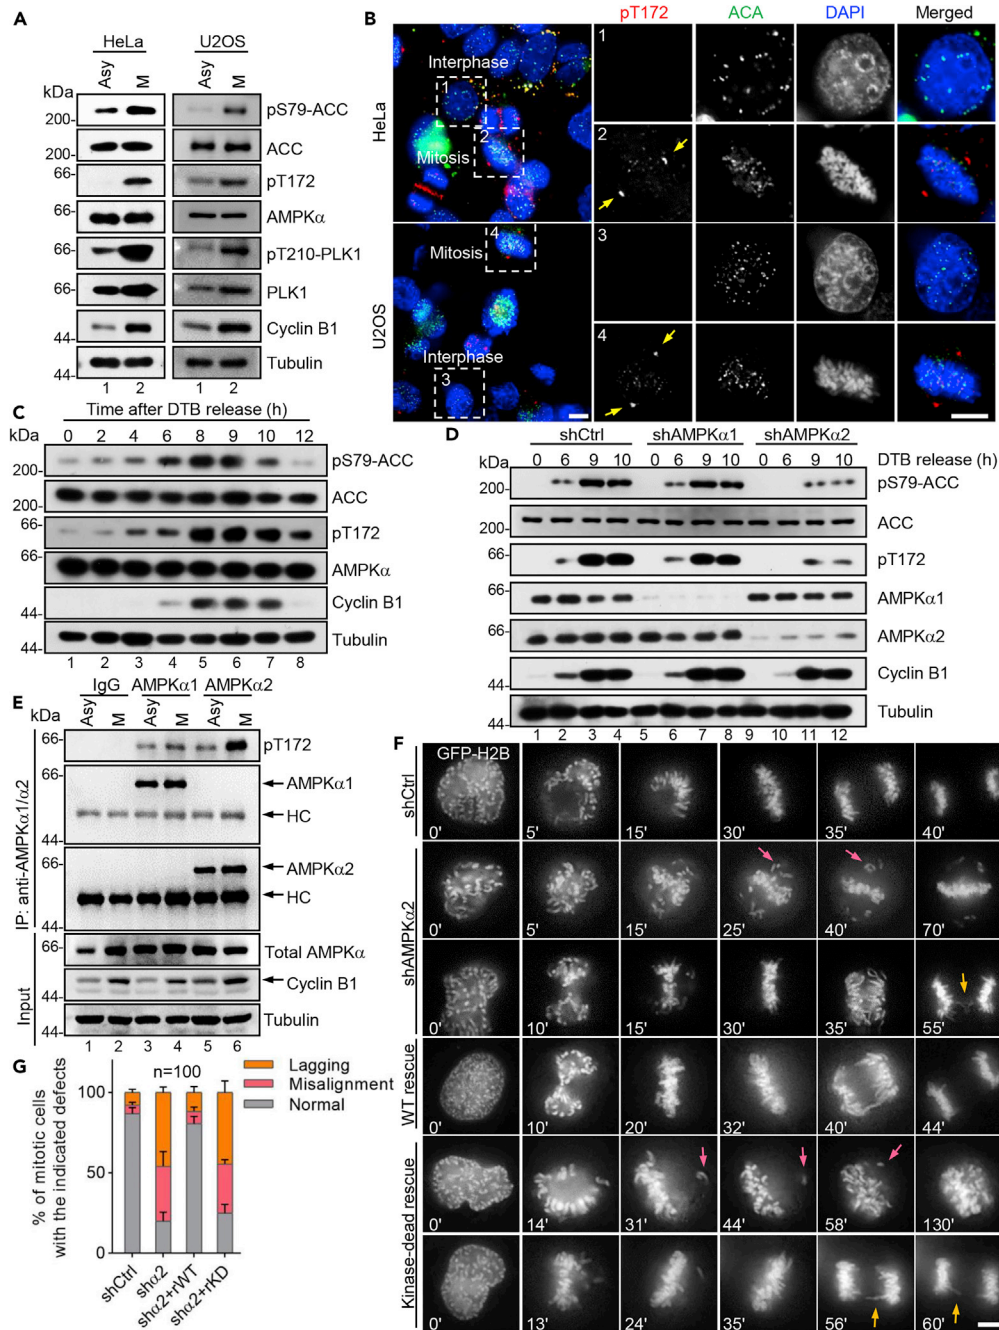 A
HeLa U2OS
Asy M Asy M
kDa
200- pS79-ACC
200- ACC
pT172
66- AMPKα
66- pT210-PLK1
66- PLK1
44- Cyclin B1
44- Tubulin
1 2 1 2
B
pT172 ACA DAPI Merged
HeLa
Interphase
1
2
Mitosis
1
2
U2OS
4
Mitosis
Interphase
3
3
4
C
Time after DTB release (h)
kDa 0 2 4 6 8 9 10 12
200- pS79-ACC
200- ACC
66- pT172
66- AMPKα
44- Cyclin B1
44- Tubulin
1 2 3 4 5 6 7 8
D
shCtrl shAMPKα1 shAMPKα2
kDa 0 6 9 10 0 6 9 10 0 6 9 10 DTB release (h)
200- pS79-ACC
200- ACC
66- pT172
66- AMPKα1
66- AMPKα2
44- Cyclin B1
44- Tubulin
1 2 3 4 5 6 7 8 9 10 11 12
E
IgG AMPKα1 AMPKα2
kDa Asy M Asy M Asy M
IP: anti-AMPKα1/α2
66- pT172
66- AMPKα1
HC
44-
66- AMPKα2
HC
44-
Input
66- Total AMPKα
Cyclin B1
44- Tubulin
1 2 3 4 5 6
F
GFP-H2B
shCtrl
0' 5' 15' 30' 35' 40'
shAMPKα2
0' 5' 15' 25' 40' 70'
0' 10' 15' 30' 35' 55'
WT rescue
0' 10' 20' 32' 40' 44'
Kinase-dead rescue
0' 14' 31' 44' 58' 130'
0' 13' 24' 35' 56' 60'
G
n=100
Lagging
Misalignment
Normal
% of mitotic cells
with the indicated defects
100
50
0
shCtrl
shα2
shα2+rWT
shα2+rKD